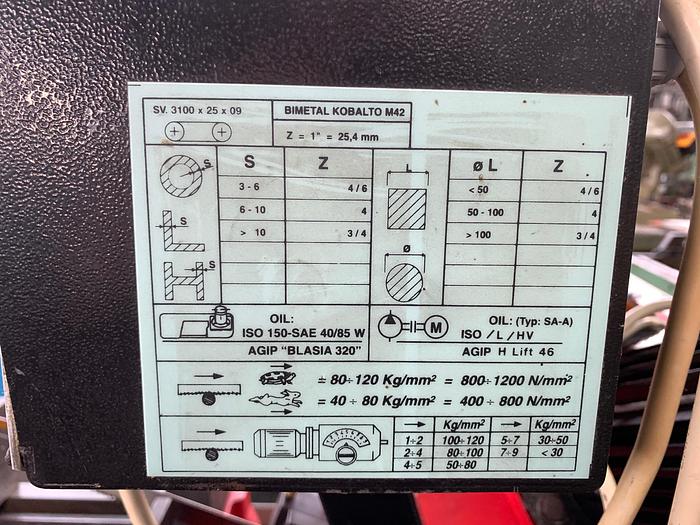 SV. 3100 x 25 x 09
BIMETAL KOBALTO M42
Z = 1" = 25,4 mm
S Z
S 3 - 6 4/6
S 6 - 10 4
> 10 3/4
S
L ø L Z
< 50 4/6
50 - 100 4
> 100 3/4
ø
OIL:
ISO 150-SAE 40/85 W
AGIP "BLASIA 320"
M
OIL: (Typ: SA-A)
ISO / L / HV
AGIP H Lift 46
= 80÷120 Kg/mm² = 800÷1200 N/mm²
= 40 ÷ 80 Kg/mm² = 400 ÷ 800 N/mm²
Kg/mm² Kg/mm²
1÷2 100÷120 5÷7 30÷50
2÷4 80÷100 7÷9 < 30
4÷5 50÷80